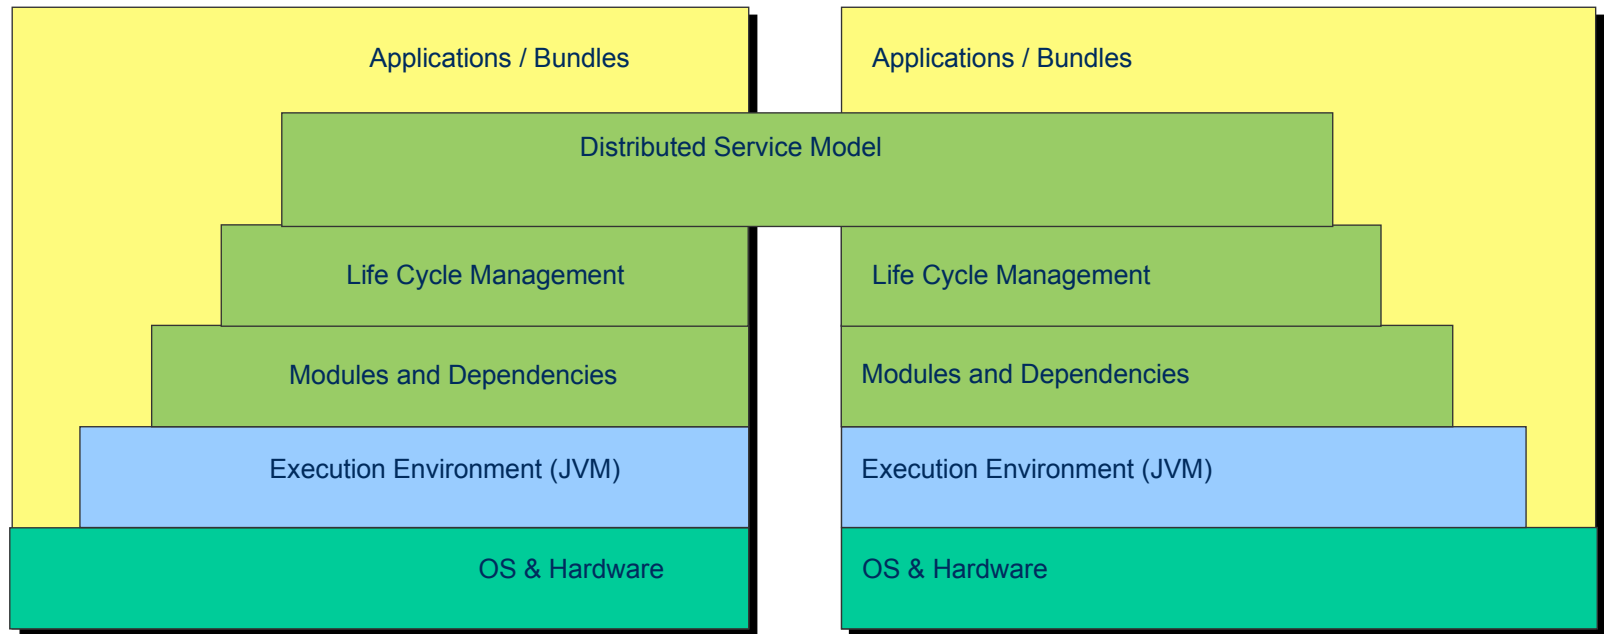 Applications / Bundles
Applications / Bundles
Distributed Service Model
Life Cycle Management
Life Cycle Management
Modules and Dependencies
Modules and Dependencies
Execution Environment (JVM)
Execution Environment (JVM)
OS & Hardware
OS & Hardware